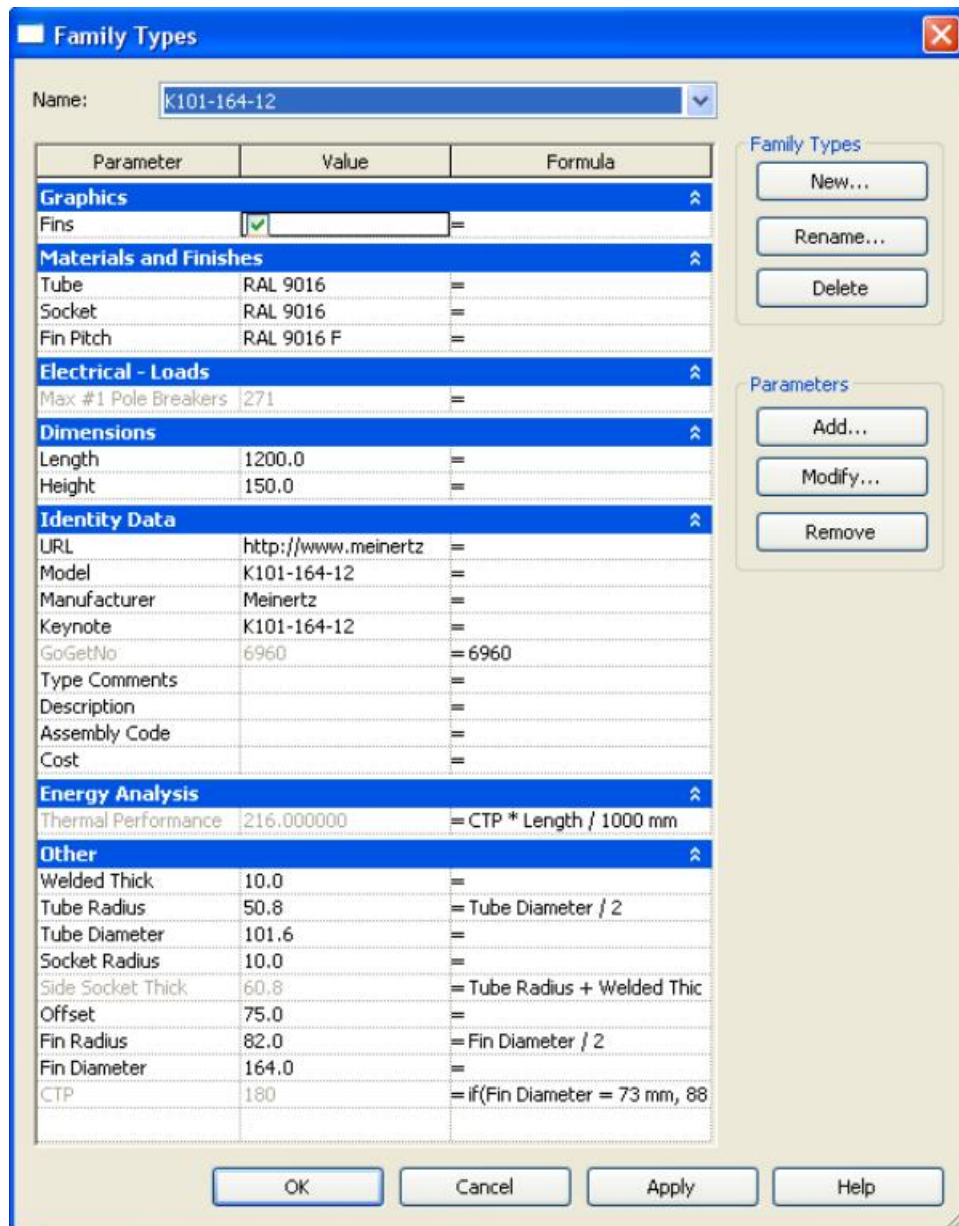 Family Types
Name: K101-164-12
Parameter Value Formula
Graphics
Fins =
Materials and Finishes
Tube RAL 9016 =
Socket RAL 9016 =
Fin Pitch RAL 9016 F =
Electrical - Loads
Max #1 Pole Breakers 271 =
Dimensions
Length 1200.0 =
Height 150.0 =
Identity Data
URL http://www.meinertz =
Model K101-164-12 =
Manufacturer Meinertz =
Keynote K101-164-12 =
GoGetNo 6960 = 6960
Type Comments =
Description =
Assembly Code =
Cost =
Energy Analysis
Thermal Performance 216.000000 = CTP * Length / 1000 mm
Other
Welded Thick 10.0 =
Tube Radius 50.8 = Tube Diameter / 2
Tube Diameter 101.6 =
Socket Radius 10.0 =
Side Socket Thick 60.8 = Tube Radius + Welded Thic
Offset 75.0 =
Fin Radius 82.0 = Fin Diameter / 2
Fin Diameter 164.0 =
CTP 180 = if(Fin Diameter = 73 mm, 88
Family Types
New...
Rename...
Delete
Parameters
Add...
Modify...
Remove
OK Cancel Apply Help